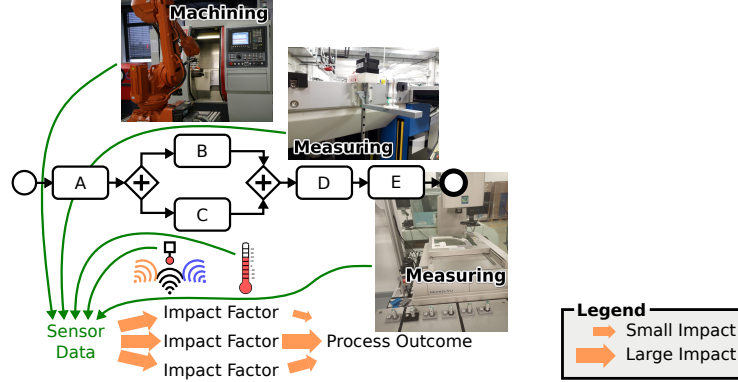 Machining
Measuring
A
B
C
D
E
Measuring
Sensor
Data
Impact Factor
Impact Factor
Impact Factor
Process Outcome
Legend
Small Impact
Large Impact